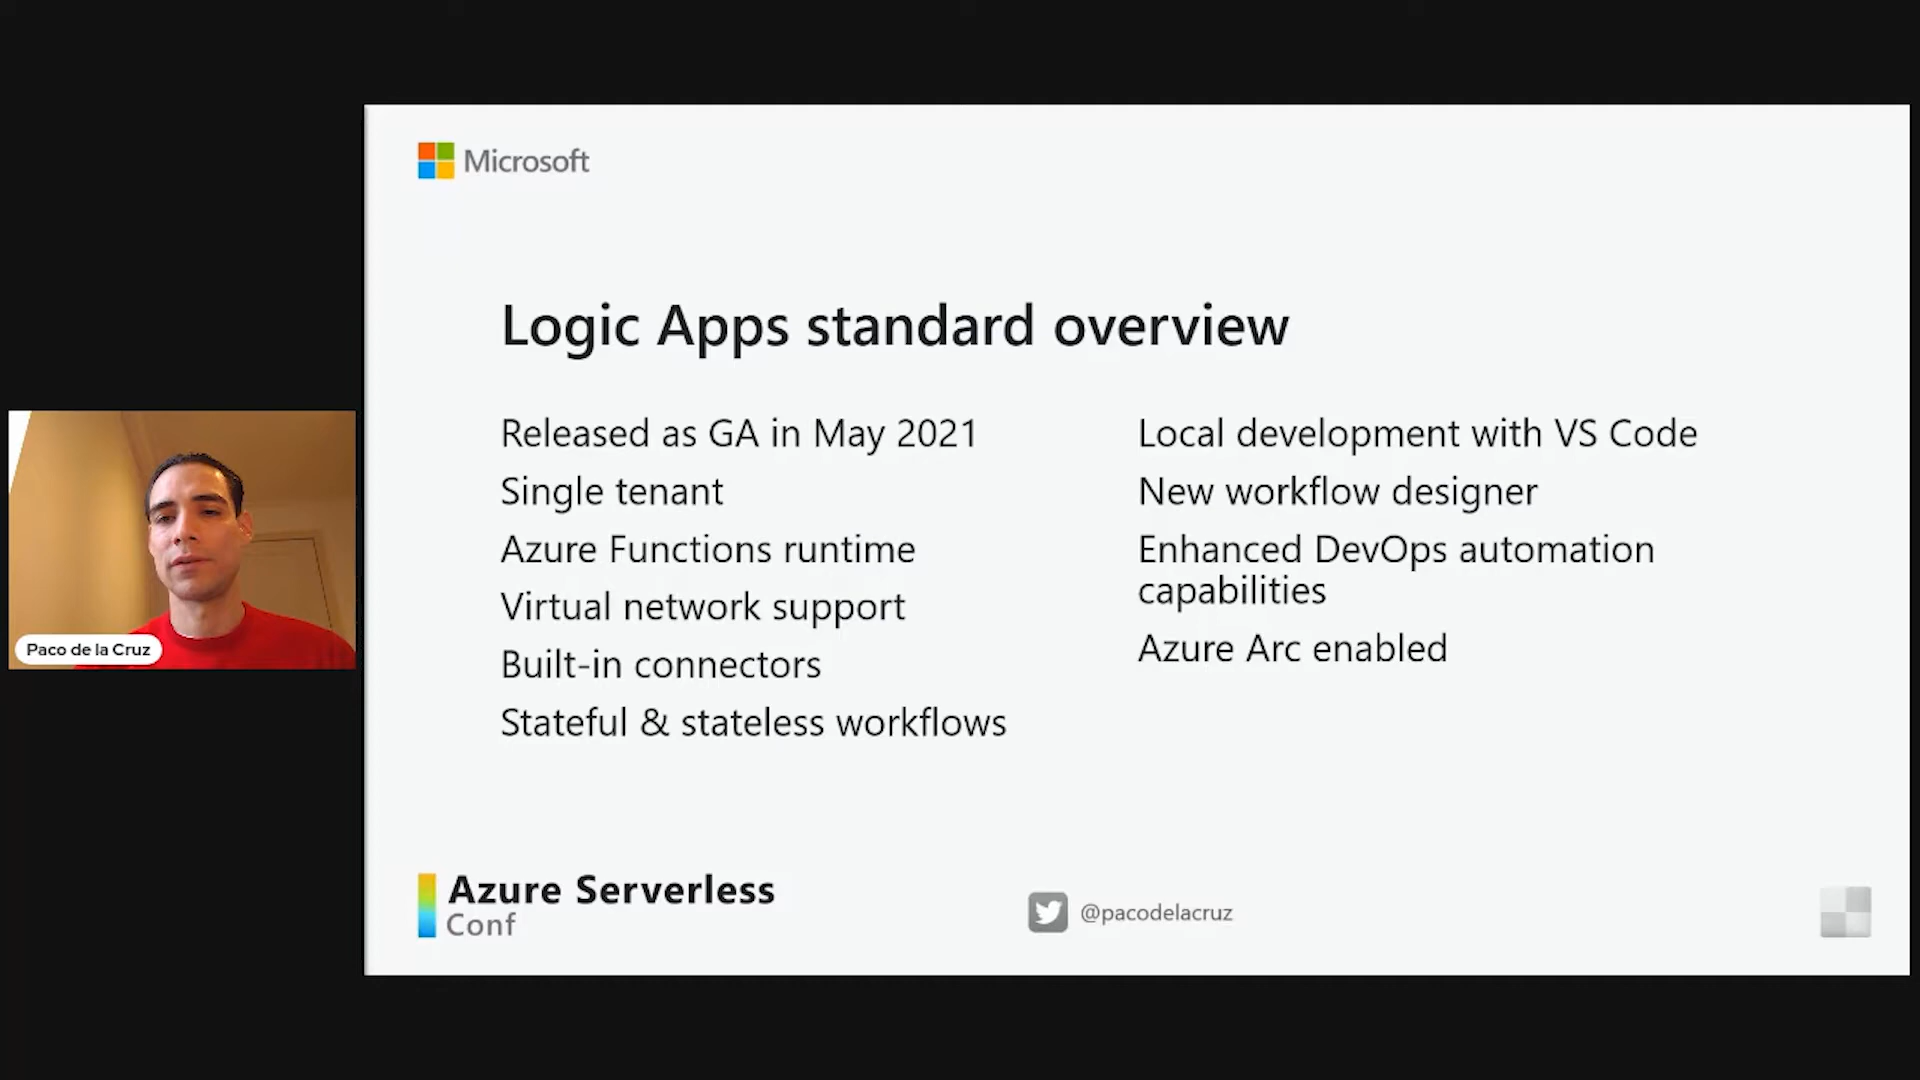 Microsoft
Logic Apps standard overview
Released as GA in May 2021
Single tenant
Azure Functions runtime
Virtual network support
Built-in connectors
Stateful & stateless workflows
Local development with VS Code
New workflow designer
Enhanced DevOps automation
capabilities
Azure Arc enabled
Paco de la Cruz
Azure Serverless
Conf
@pacodelacruz